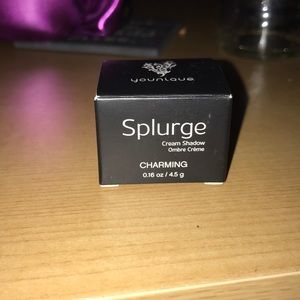 younique
Splurge
Cream Shadow
Ombre Crème
CHARMING
0.16 oz / 4.5 g